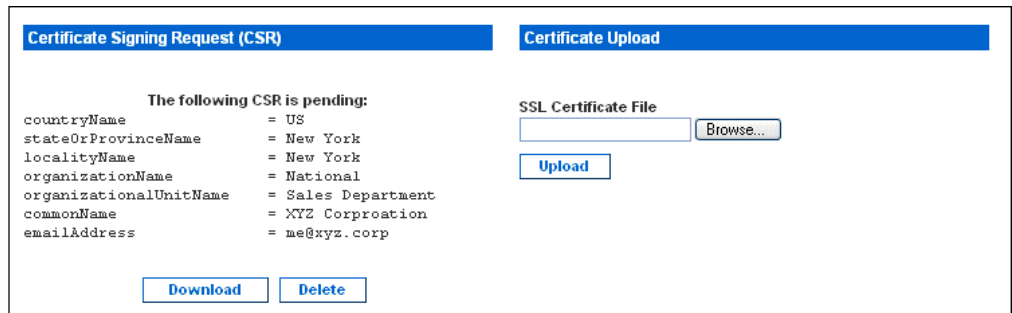 Certificate Signing Request (CSR)
The following CSR is pending:
countryName = US
stateOrProvinceName = New York
localityName = New York
organizationName = National
organizationalUnitName = Sales Department
commonName = XYZ Corproation
emailAddress = me@xyz.corp
Download Delete
Certificate Upload
SSL Certificate File
Browse...
Upload